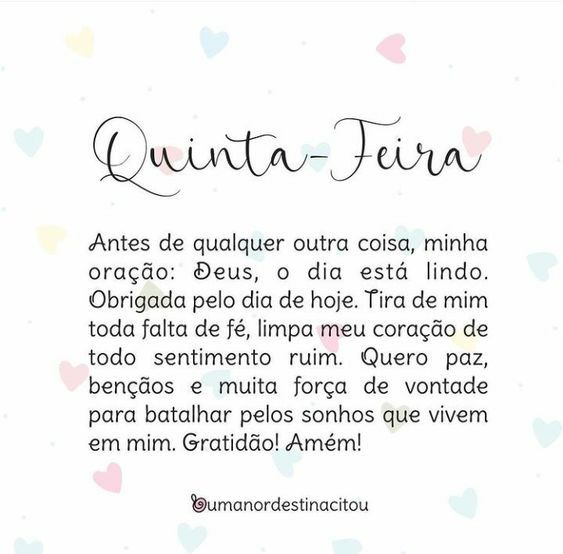 Quinta-Feira
Antes de qualquer outra coisa, minha
oração: Deus, o dia está lindo.
Obrigada pelo dia de hoje. Tira de mim
toda falta de fé, limpa meu coração de
todo sentimento ruim. Quero paz,
bençãos e muita força de vontade
para batalhar pelos sonhos que vivem
em mim. Gratidão! Amém!
@umanordestinacitou